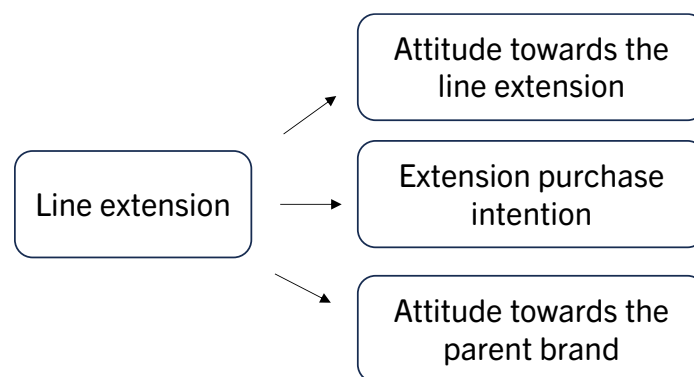 Attitude towards the
line extension
Line extension
Extension purchase
intention
Attitude towards the
parent brand